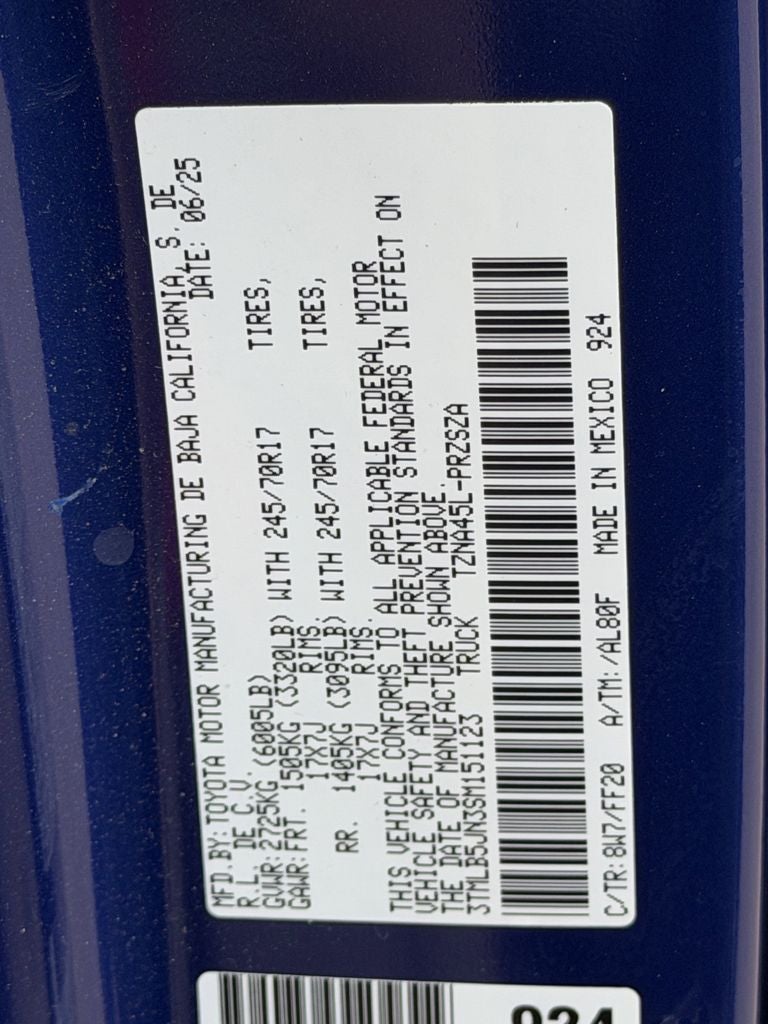 MFD.BY:TOYOTA MOTOR MANUFACTURING DE BAJA CALIFORNIA, S. DE
R.L. DE C.V. DATE: 06/25
GVWR:2725KG (6005LB)
GAWR:FRT. 1505KG (3320LB) WITH 245/70R17 TIRES,
17X7J RIMS.
RR. 1405KG (3095LB) WITH 245/70R17 TIRES,
17X7J RIMS.
THIS VEHICLE CONFORMS TO ALL APPLICABLE FEDERAL MOTOR
VEHICLE SAFETY AND THEFT PREVENTION STANDARDS IN EFFECT ON
THE DATE OF MANUFACTURE SHOWN ABOVE.
3TMLB5JN3SM151123 TRUCK TZNA45L-PRZSZA
C/TR:8W7/FF20 A/TM:/AL80F MADE IN MEXICO 924
924